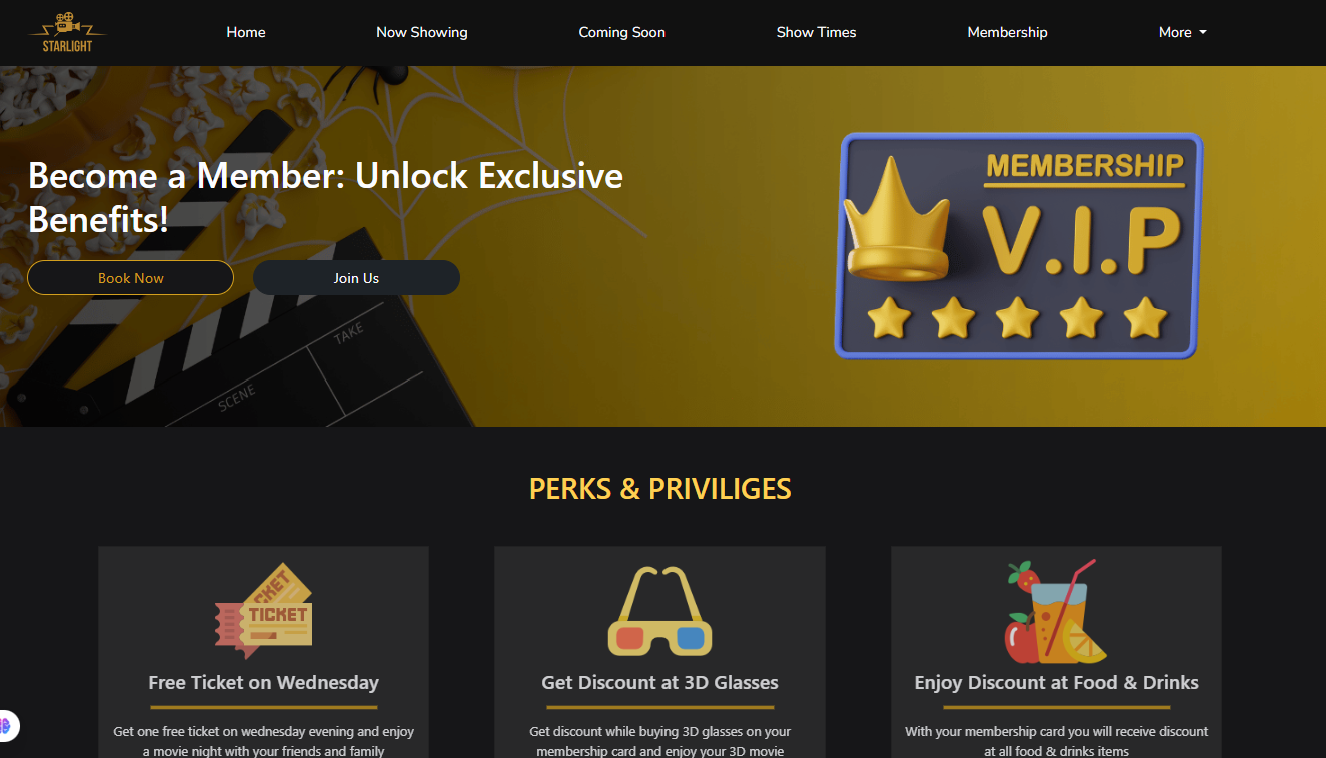 STARLIGHT
Home
Now Showing
Coming Soon
Show Times
Membership
More
Become a Member: Unlock Exclusive
Benefits!
Book Now
Join Us
SCENE
TAKE
MEMBERSHIP
V.I.P
PERKS & PRIVILIGES
TICKET
TICKET
Free Ticket on Wednesday
Get one free ticket on wednesday evening and enjoy
a movie night with your friends and family
Get Discount at 3D Glasses
Get discount while buying 3D glasses on your
membership card and enjoy your 3D movie
Enjoy Discount at Food & Drinks
With your membership card you will receive discount
at all food & drinks items